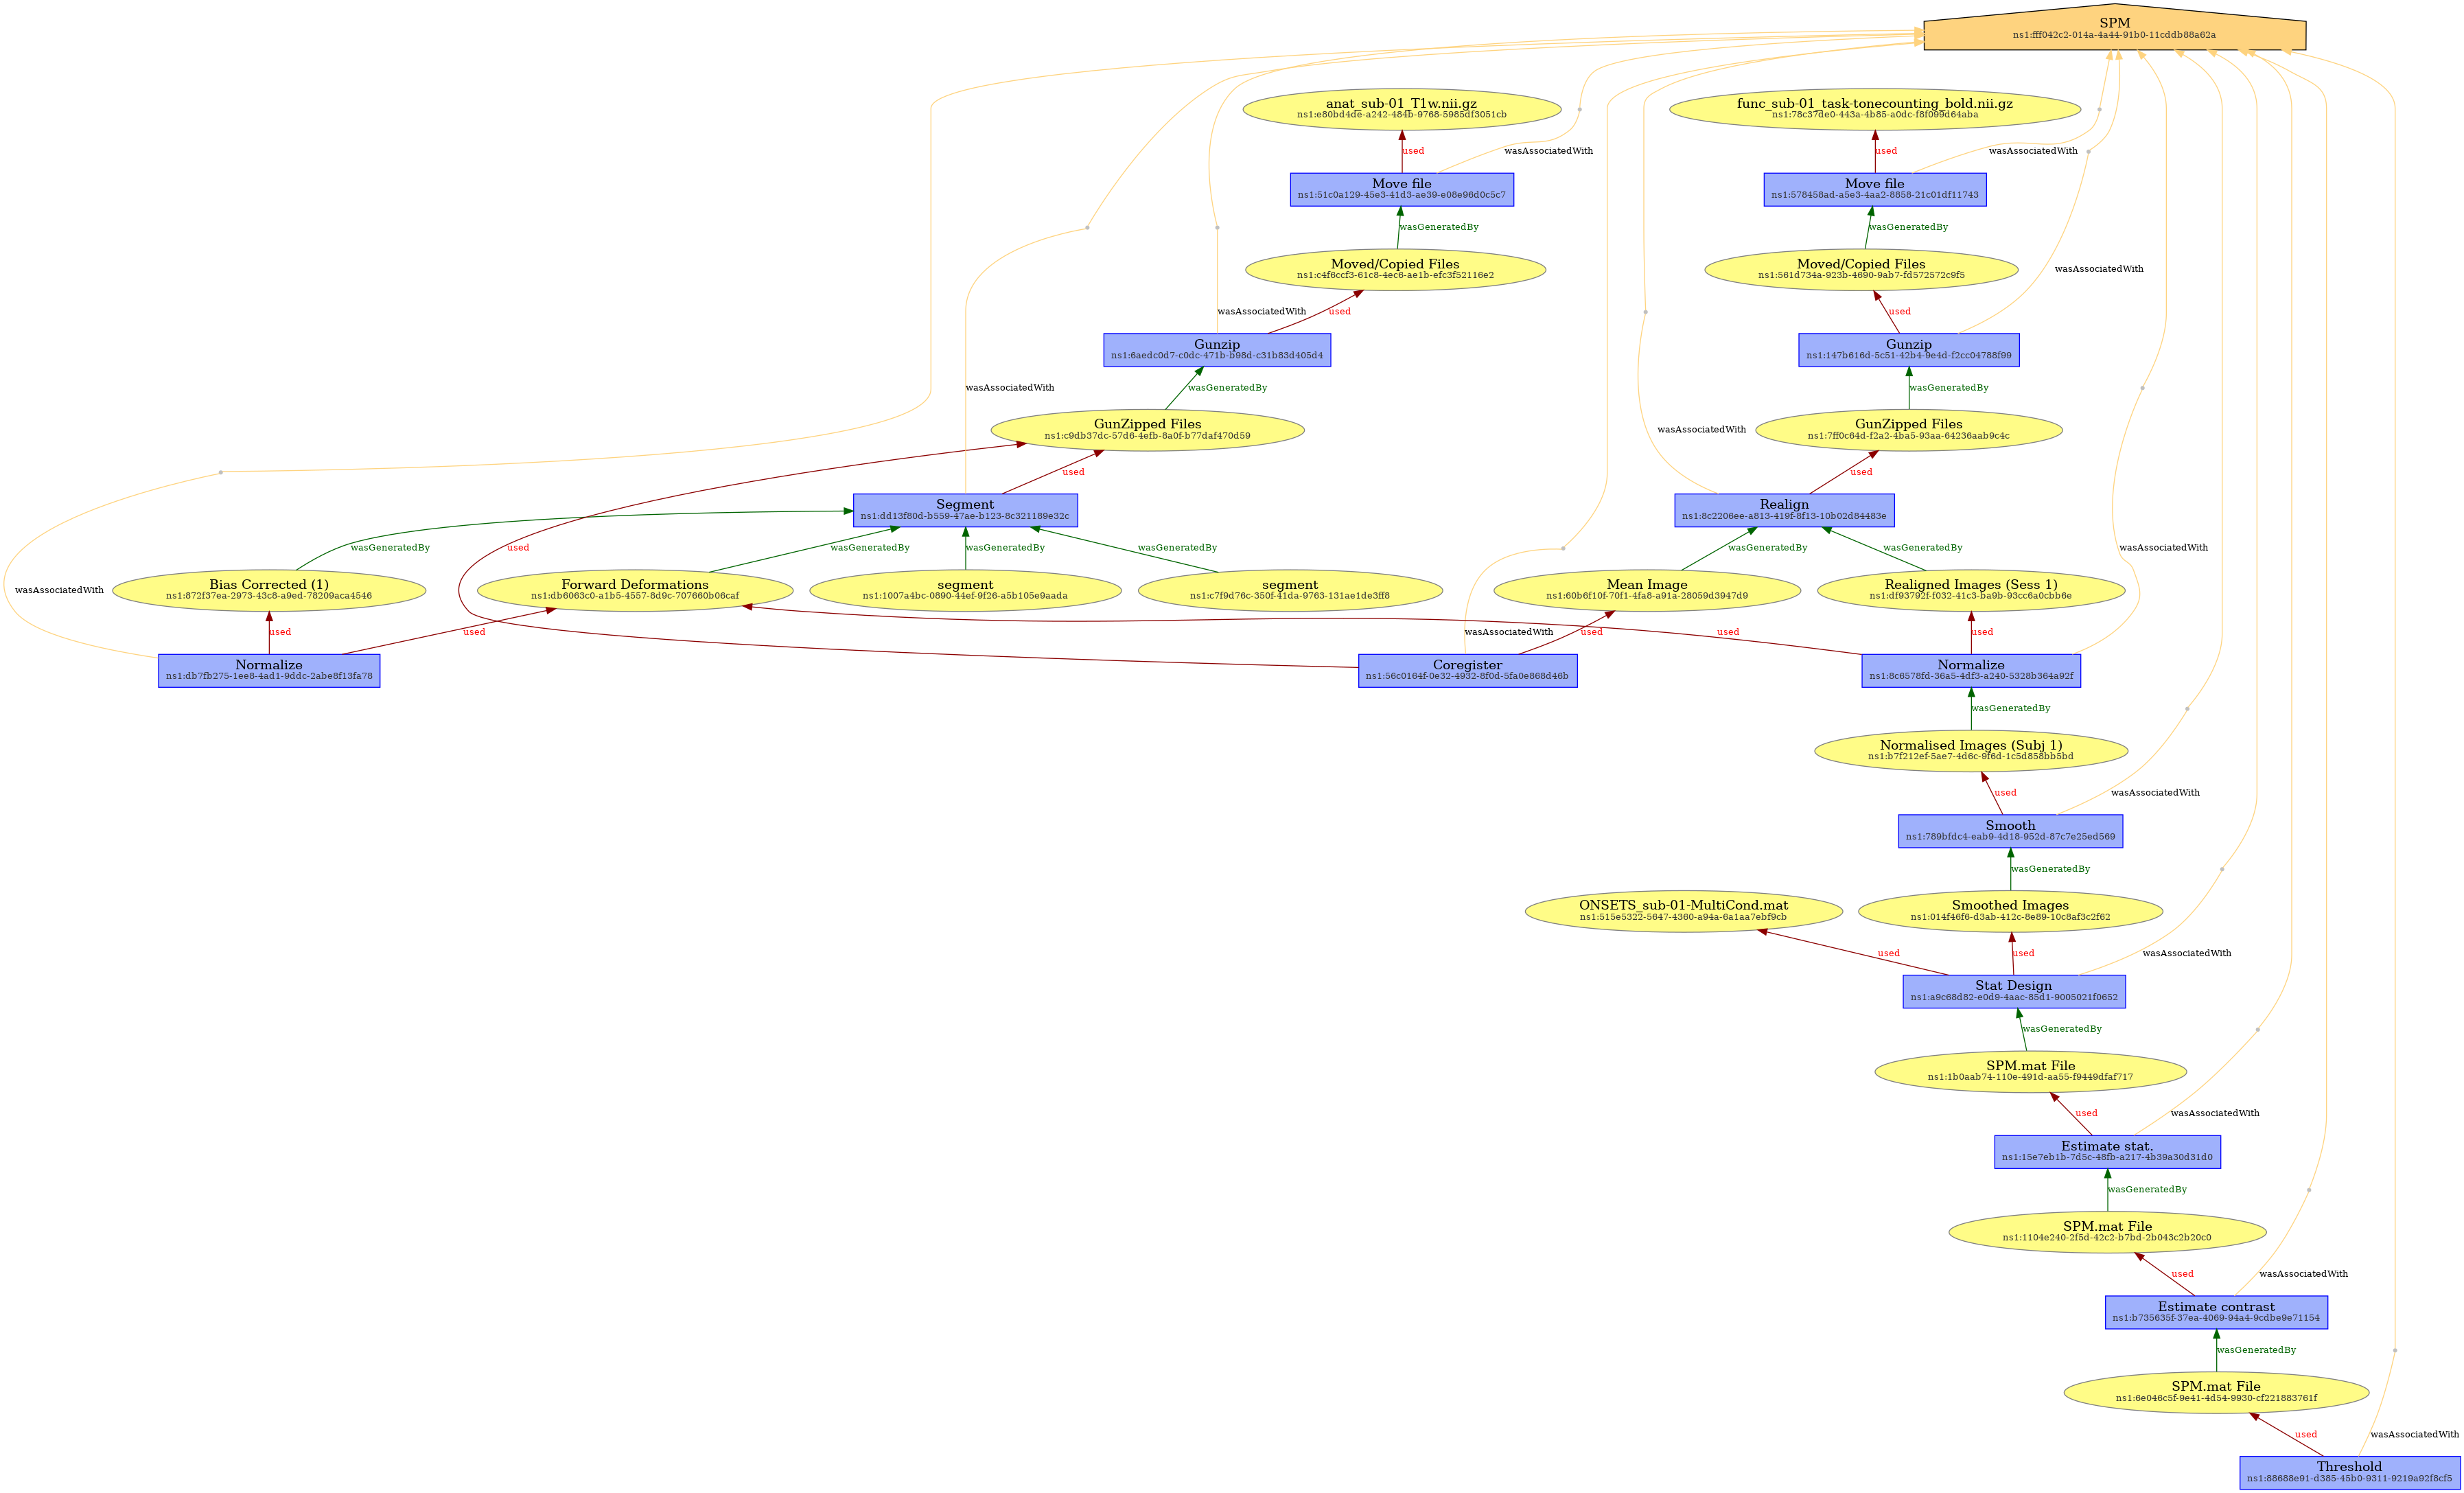 SPM
ns1:fff042c2-014a-4a44-91b0-11cddb88a62a
anat_sub-01_T1w.nii.gz
ns1:e80bd4de-a242-484b-9768-5985df3051cb
func_sub-01_task-tonecounting_bold.nii.gz
ns1:78c37de0-443a-4b85-a0dc-f8f099d64aba
used
wasAssociatedWith
used
wasAssociatedWith
Move file
ns1:51c0a129-45e3-41d3-ae39-e08e96d0c5c7
Move file
ns1:578458ad-a5e3-4aa2-8858-21c01df11743
wasGeneratedBy
wasGeneratedBy
Moved/Copied Files
ns1:c4f6ccf3-61c8-4ec6-ae1b-efc3f52116e2
Moved/Copied Files
ns1:561d734a-923b-4690-9ab7-fd572572c9f5
wasAssociatedWith
wasAssociatedWith
used
used
Gunzip
ns1:6aedc0d7-c0dc-471b-b98d-c31b83d405d4
Gunzip
ns1:147b616d-5c51-42b4-9e4d-f2cc04788f99
wasAssociatedWith
wasGeneratedBy
wasGeneratedBy
GunZipped Files
ns1:c9db37dc-57d6-4efb-8a0f-b77daf470d59
wasAssociatedWith
GunZipped Files
ns1:7ff0c64d-f2a2-4ba5-93aa-64236aab9c4c
used
used
Segment
ns1:dd13f80d-b559-47ae-b123-8c321189e32c
Realign
ns1:8c2206ee-a813-419f-8f13-10b02d84483e
wasGeneratedBy
used
wasGeneratedBy
wasGeneratedBy
wasGeneratedBy
wasGeneratedBy
wasGeneratedBy
wasAssociatedWith
wasAssociatedWith
Bias Corrected (1)
ns1:872f37ea-2973-43c8-a9ed-78209aca4546
Forward Deformations
ns1:db6063c0-a1b5-4557-8d9c-707660b06caf
segment
ns1:1007a4bc-0890-44ef-9f26-a5b105e9aada
segment
ns1:c7f9d76c-350f-41da-9763-131ae1de3ff8
Mean Image
ns1:60b6f10f-70f1-4fa8-a91a-28059d3947d9
Realigned Images (Sess 1)
ns1:df93792f-f032-41c3-ba9b-93cc6a0cbb6e
used
used
wasAssociatedWith
used
used
used
Normalize
ns1:db7fb275-1ee8-4ad1-9ddc-2abe8f13fa78
Coregister
ns1:56c0164f-0e32-4932-8f0d-5fa0e868d46b
Normalize
ns1:8c6578fd-36a5-4df3-a240-5328b364a92f
wasGeneratedBy
Normalised Images (Subj 1)
ns1:b7f212ef-5ae7-4d6c-9f6d-1c5d858bb5bd
used
wasAssociatedWith
Smooth
ns1:789bfdc4-eab9-4d18-952d-87c7e25ed569
wasGeneratedBy
ONSETS_sub-01-MultiCond.mat
ns1:515e5322-5647-4360-a94a-6a1aa7ebf9cb
Smoothed Images
ns1:014f46f6-d3ab-412c-8e89-10c8af3c2f62
used
used
wasAssociatedWith
Stat Design
ns1:a9c68d82-e0d9-4aac-85d1-9005021f0652
wasGeneratedBy
SPM.mat File
ns1:1b0aab74-110e-491d-aa55-f9449dfaf717
used
wasAssociatedWith
Estimate stat.
ns1:15e7eb1b-7d5c-48fb-a217-4b39a30d31d0
wasGeneratedBy
SPM.mat File
ns1:1104e240-2f5d-42c2-b7bd-2b043c2b20c0
used
wasAssociatedWith
Estimate contrast
ns1:b735635f-37ea-4069-94a4-9cdbe9e71154
wasGeneratedBy
SPM.mat File
ns1:6e046c5f-9e41-4d54-9930-cf221883761f
used
wasAssociatedWith
Threshold
ns1:88688e91-d385-45b0-9311-9219a92f8cf5